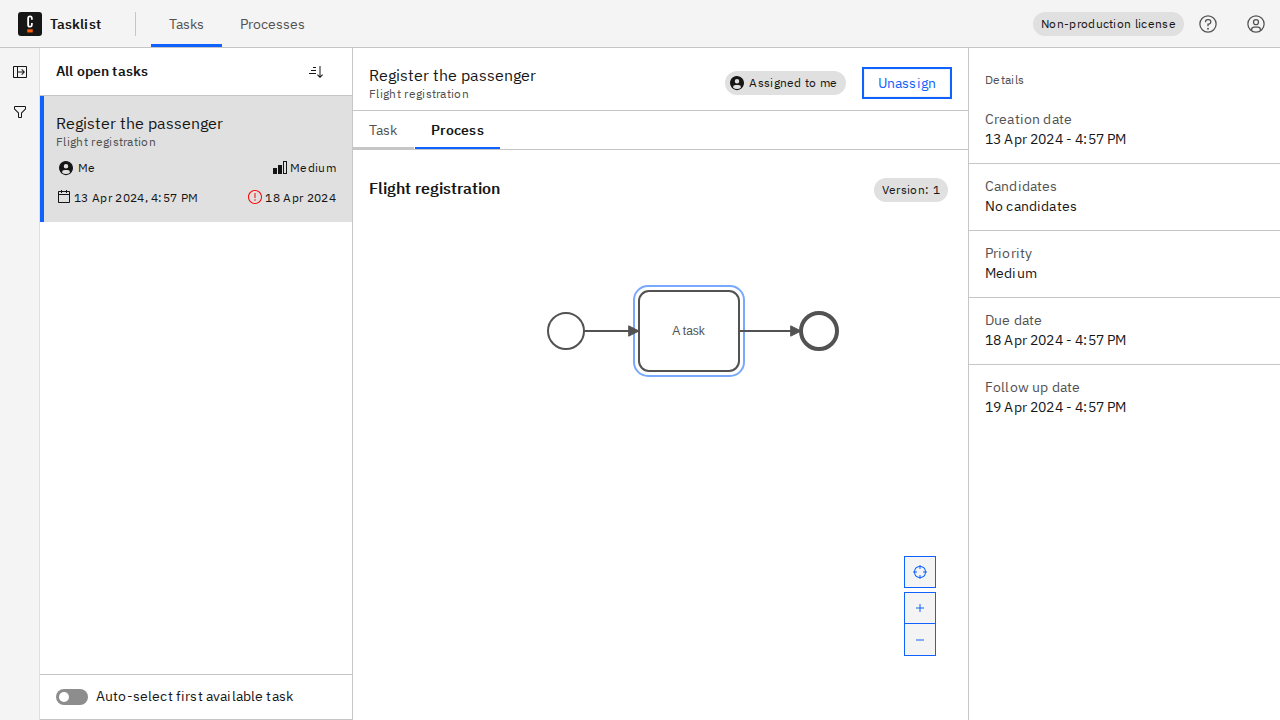 Tasklist
Tasks
Processes
Non-production license
All open tasks
Register the passenger
Flight registration
Me
Medium
13 Apr 2024, 4:57 PM
18 Apr 2024
Auto-select first available task
Register the passenger
Flight registration
Assigned to me
Unassign
Task
Process
Flight registration
Version: 1
A task
Details
Creation date
13 Apr 2024 - 4:57 PM
Candidates
No candidates
Priority
Medium
Due date
18 Apr 2024 - 4:57 PM
Follow up date
19 Apr 2024 - 4:57 PM